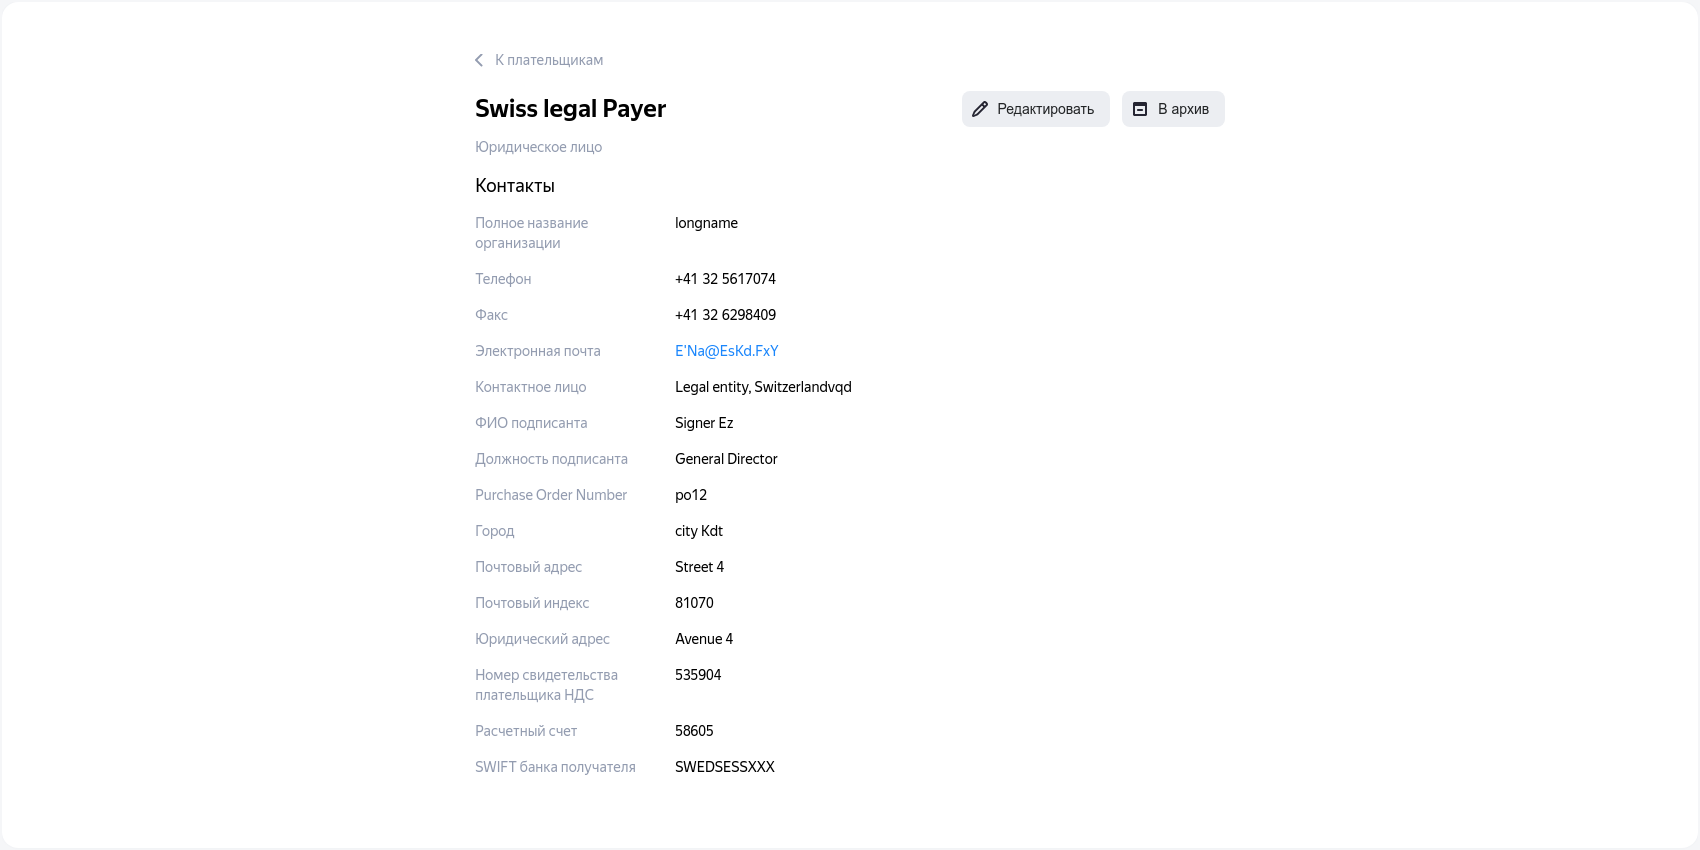 К плательщикам
Swiss legal Payer
Редактировать
В архив
Юридическое лицо
Контакты
Полное название
организации
longname
Телефон
+41 32 5617074
Факс
+41 32 6298409
Электронная почта
E'Na@EsKd.FxY
Контактное лицо
Legal entity, Switzerlandvqd
ФИО подписанта
Signer Ez
Должность подписанта
General Director
Purchase Order Number
po12
Город
city Kdt
Почтовый адрес
Street 4
Почтовый индекс
81070
Юридический адрес
Avenue 4
Номер свидетельства
плательщика НДС
535904
Расчетный счет
58605
SWIFT банка получателя
SWEDSESSXXX